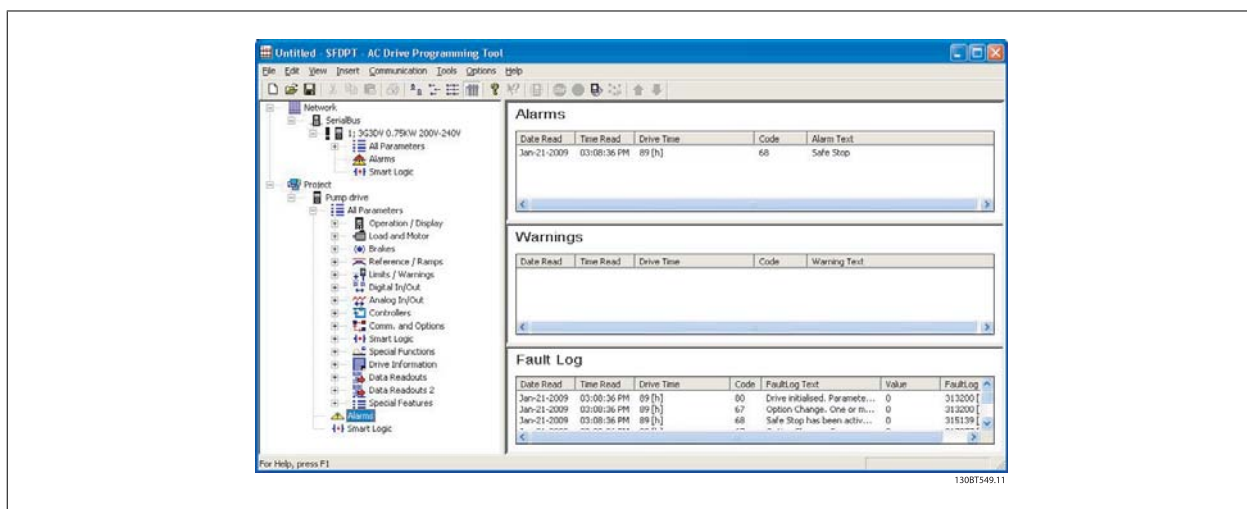 Untitled - SFDPT - AC Drive Programming Tool
File Edit View Insert Communication Tools Options Help
Network
SerialBus
1; 3G3DV 0.75KW 200V-240V
All Parameters
Alarms
Smart Logic
Project
Pump drive
All Parameters
Operation / Display
Load and Motor
Brakes
Reference / Ramps
Limits / Warnings
Digital In/Out
Analog In/Out
Controllers
Comm. and Options
Smart Logic
Special Functions
Drive Information
Data Readouts
Data Readouts 2
Special Features
Alarms
Smart Logic
Alarms
Date Read Time Read Drive Time Code Alarm Text
Jan-21-2009 03:08:36 PM 89 [h] 68 Safe Stop
Warnings
Date Read Time Read Drive Time Code Warning Text
Fault Log
Date Read Time Read Drive Time Code FaultLog Text Value FaultLog
Jan-21-2009 03:08:36 PM 89 [h] 80 Drive initialised. Paramete... 0 313200 [
Jan-21-2009 03:08:36 PM 89 [h] 67 Option Change. One or m... 0 313200 [
Jan-21-2009 03:08:36 PM 89 [h] 68 Safe Stop has been activ... 0 315139 [
For Help, press F1
130BT549.11